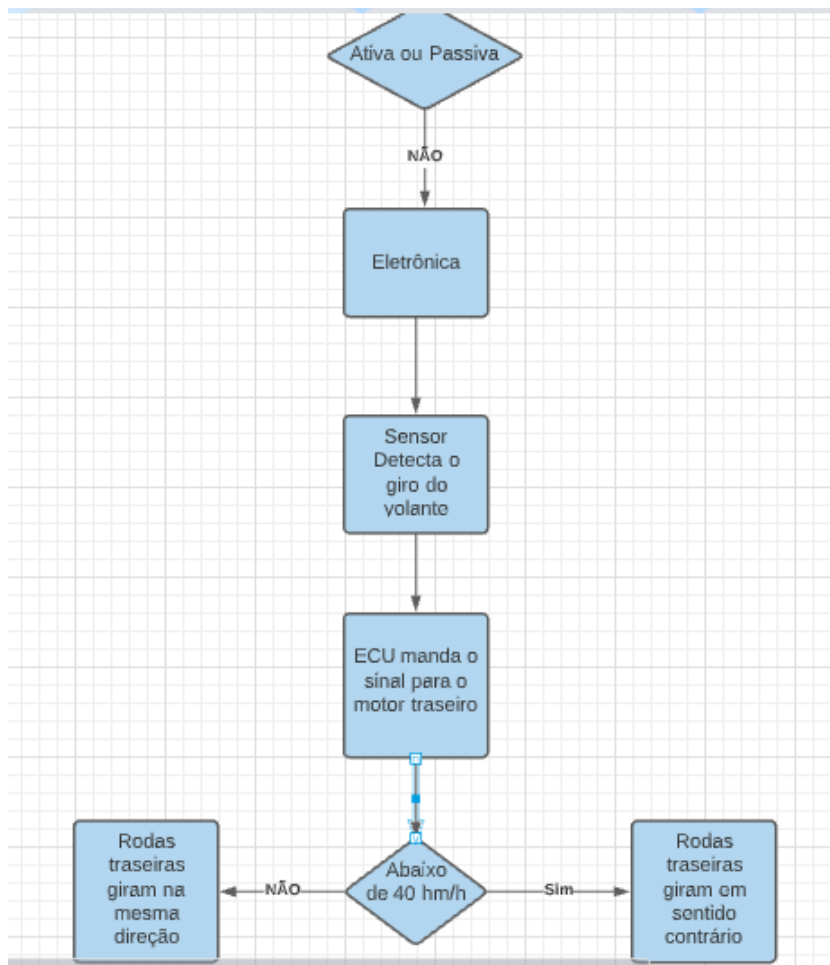 Ativa ou Passiva
NÃO
Eletrônica
Sensor
Detecta o
giro do
volante
ECU manda o
sinal para o
motor traseiro
Abaixo
de 40 hm/h
NÃO
Sim
Rodas
traseiras
giram na
mesma
direção
Rodas
traseiras
giram em
sentido
contrário